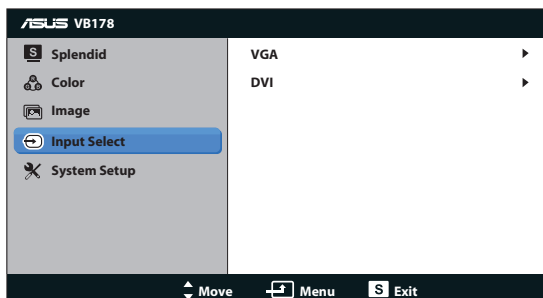 ASUS VB178
S Splendid
Color
Image
Input Select
System Setup
VGA
DVI
Move Menu S Exit